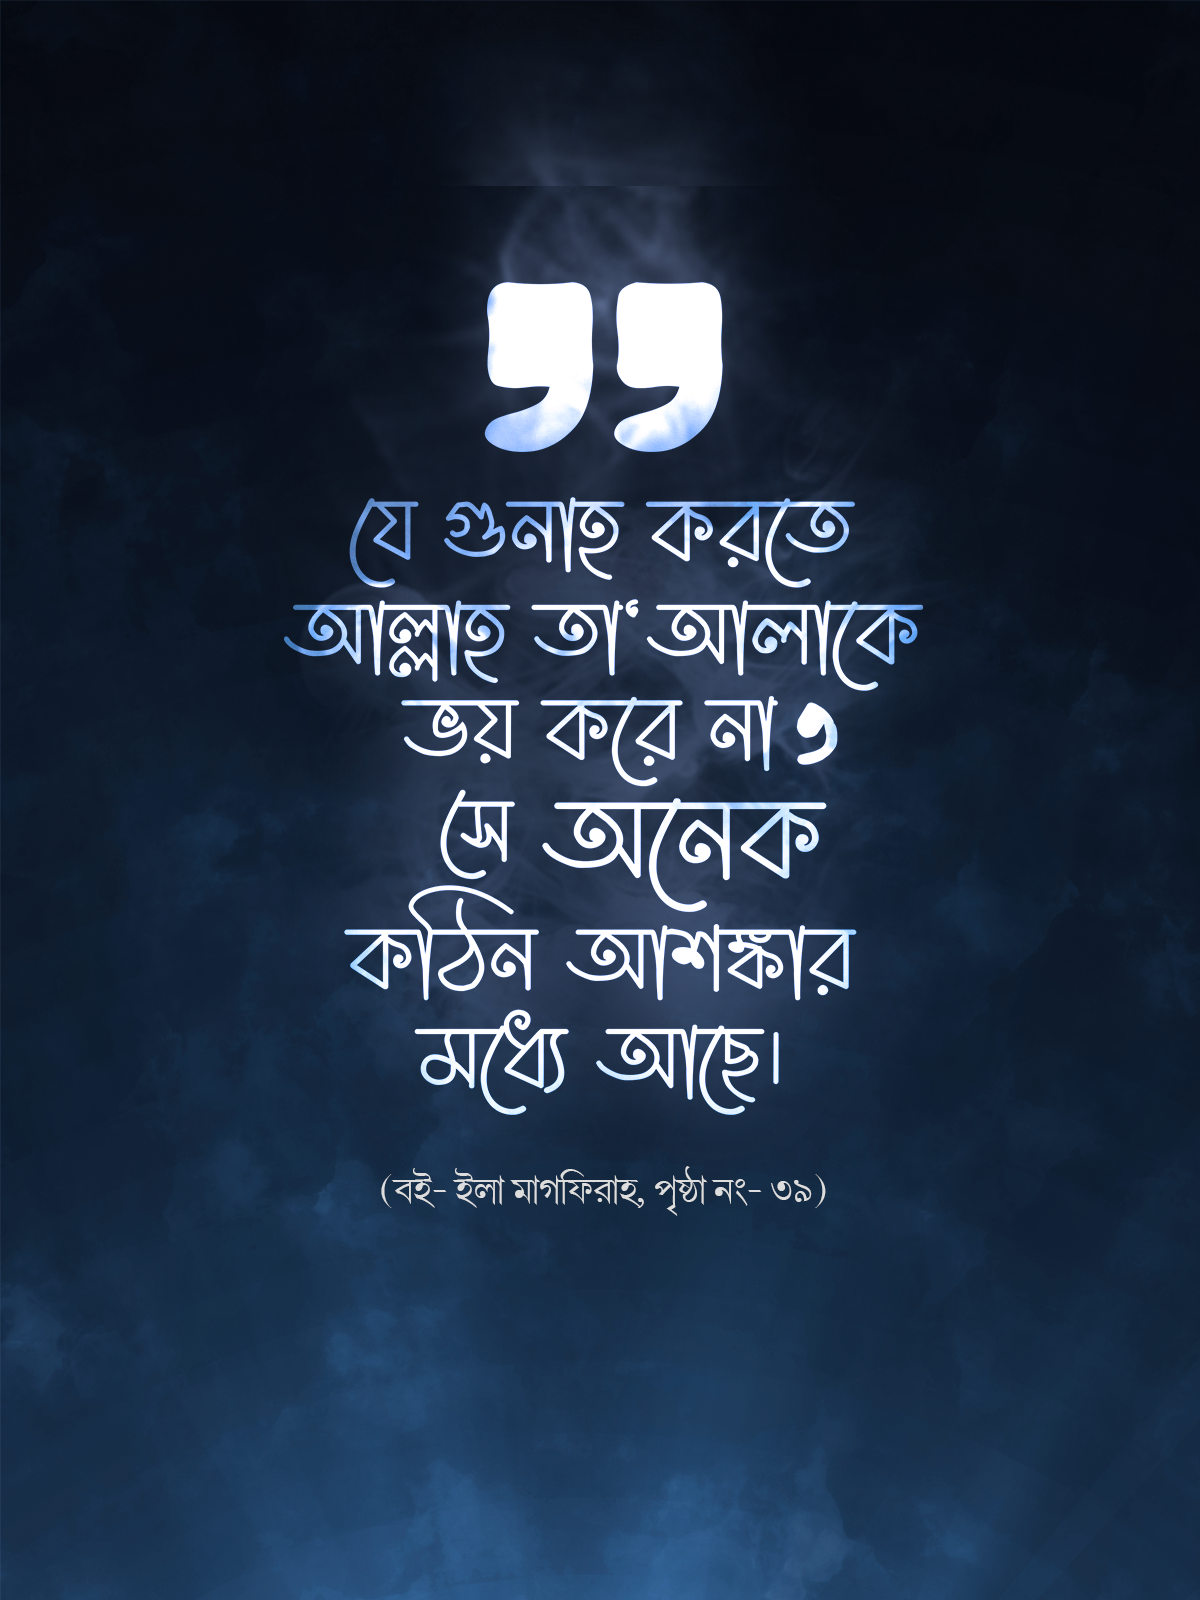 ❞
যে গুনাহ করতে
আল্লাহ তা‘আলাকে
ভয় করে না,
সে অনেক
কঠিন আশঙ্কার
মধ্যে আছে।
(বই- ইলা মাগফিরাহ, পৃষ্ঠা নং- ৩৯)